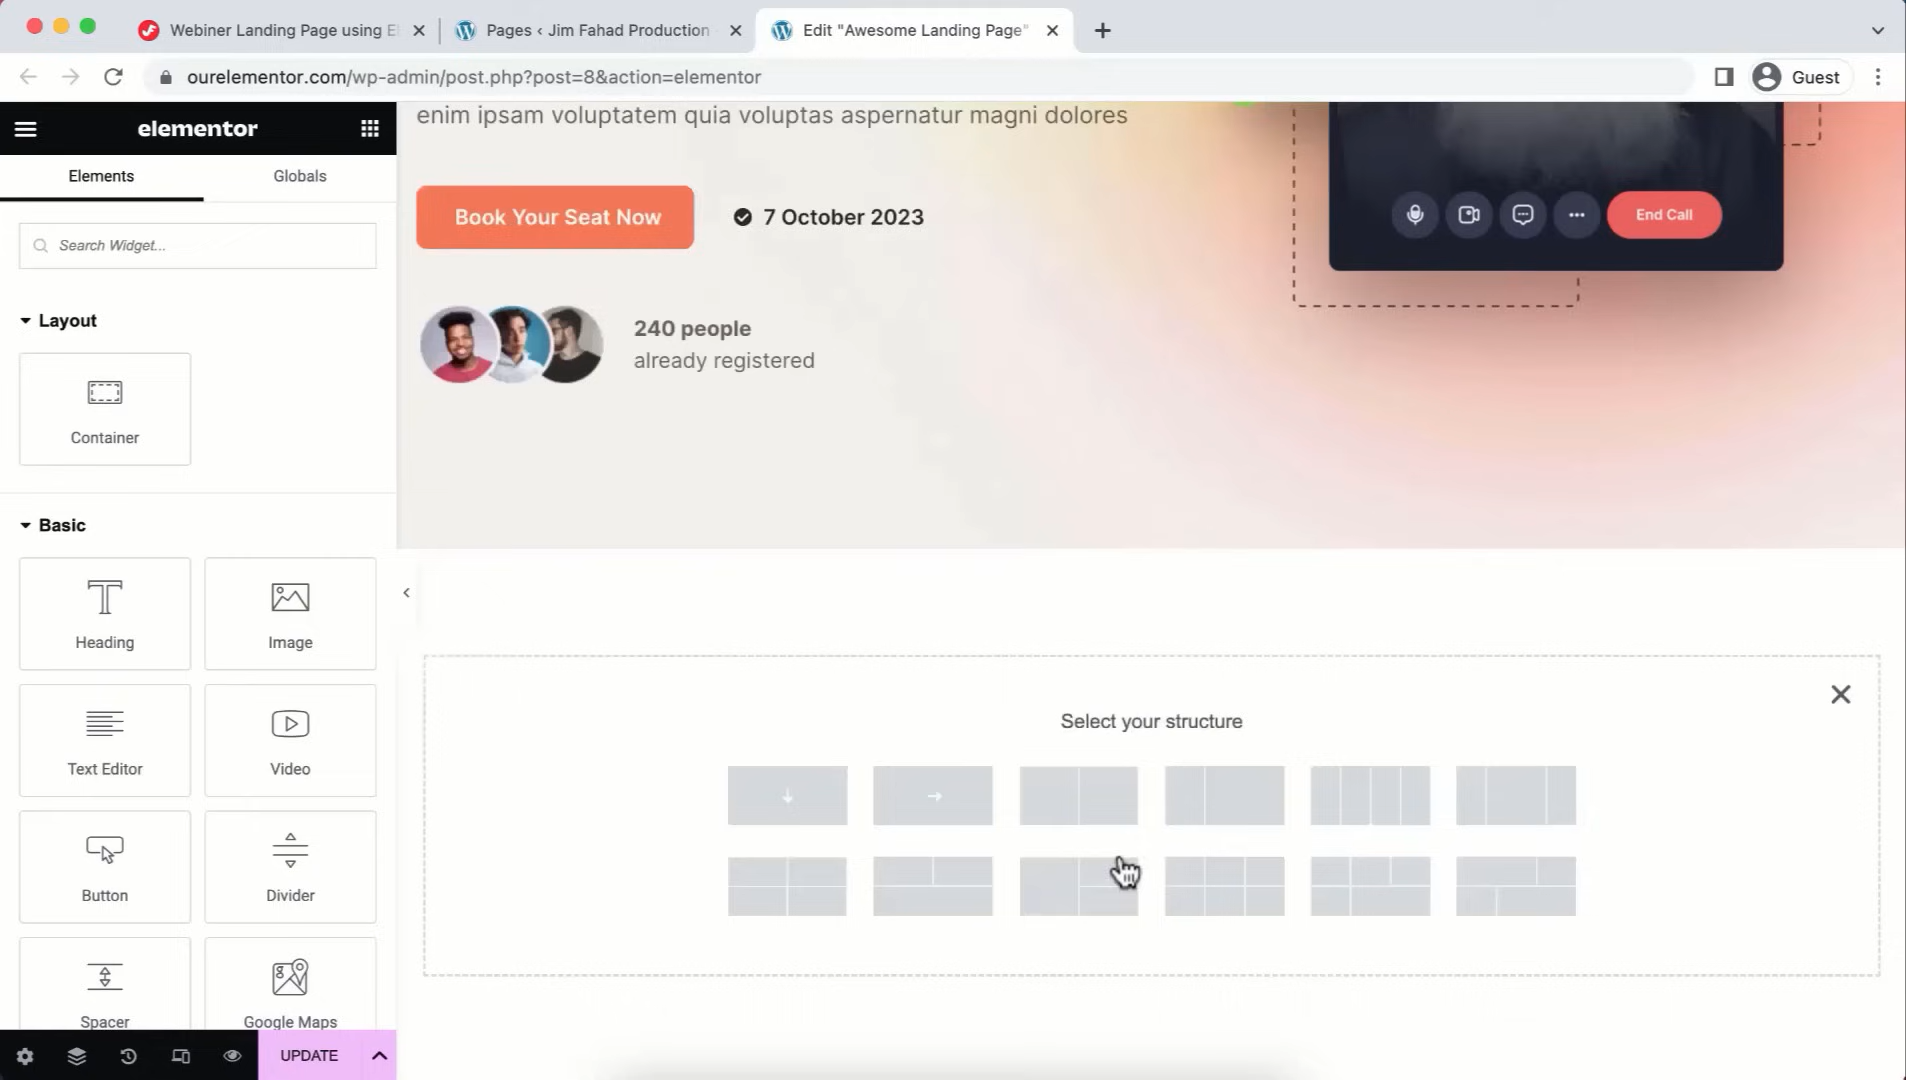 Webiner Landing Page using El
Pages ‹ Jim Fahad Production
Edit "Awesome Landing Page"
ourelementor.com/wp-admin/post.php?post=8&action=elementor
Guest
elementor
Elements
Globals
Search Widget...
Layout
Container
Basic
Heading
Image
Text Editor
Video
Button
Divider
Spacer
Google Maps
UPDATE
enim ipsam voluptatem quia voluptas aspernatur magni dolores
Book Your Seat Now
7 October 2023
240 people
already registered
End Call
Select your structure